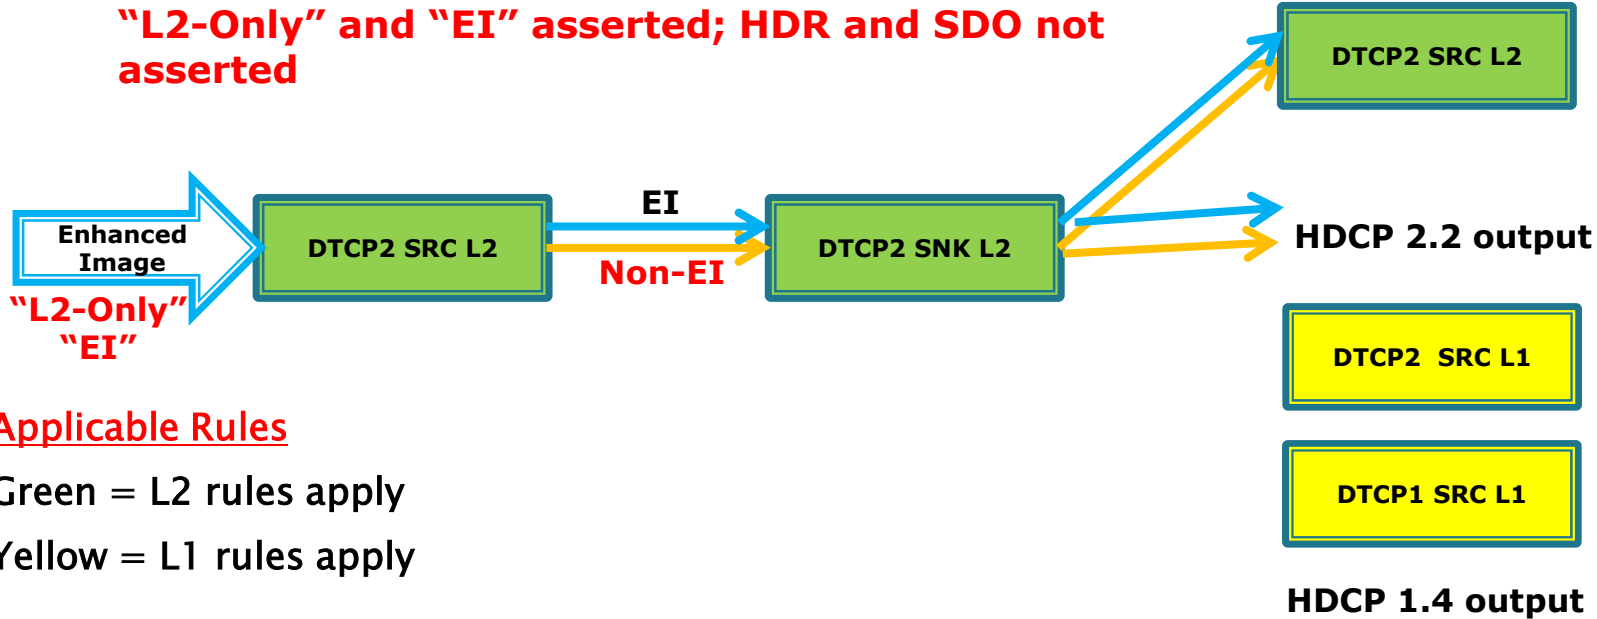 “L2-Only” and “EI” asserted; HDR and SDO not
asserted
DTCP2 SRC L2
Enhanced
Image
“L2-Only”
“EI”
DTCP2 SRC L2
EI
Non-EI
DTCP2 SNK L2
HDCP 2.2 output
DTCP2 SRC L1
DTCP1 SRC L1
HDCP 1.4 output
Applicable Rules
Green = L2 rules apply
Yellow = L1 rules apply